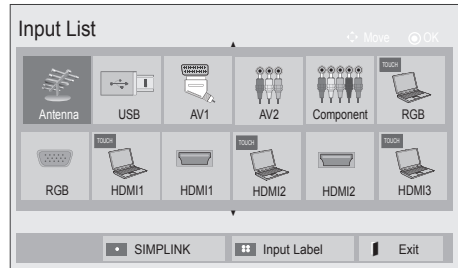 Input List
Move OK
TOUCH
Antenna USB AV1 AV2 Component RGB
TOUCH TOUCH TOUCH
RGB HDMI1 HDMI1 HDMI2 HDMI2 HDMI3
SIMPLINK Input Label Exit